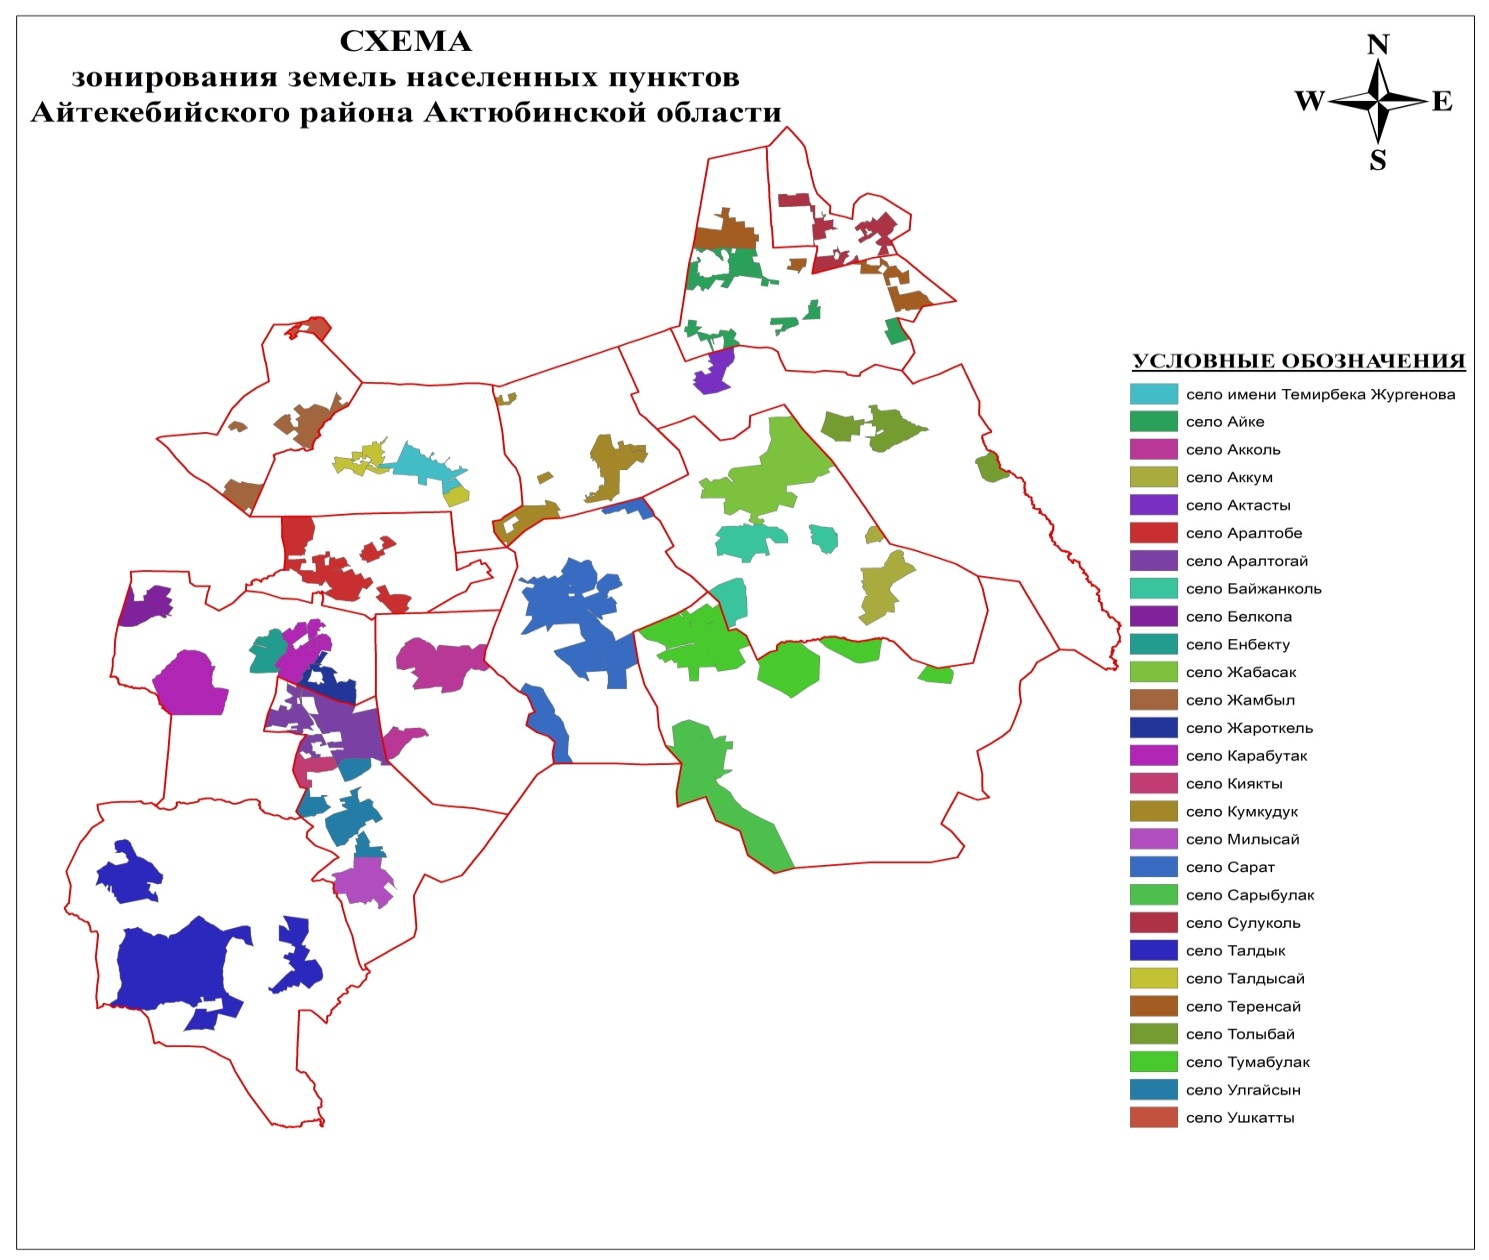 СХЕМА
зонирования земель населенных пунктов
Айтекебийского района Актюбинской области
N
W E
S
УСЛОВНЫЕ ОБОЗНАЧЕНИЯ
село имени Темирбека Жургенова
село Айке
село Акколь
село Аккум
село Актасты
село Аралтобе
село Аралтогай
село Байжанколь
село Белкопа
село Енбекту
село Жабасак
село Жамбыл
село Жароткель
село Карабутак
село Киякты
село Кумкудук
село Милысай
село Сарат
село Сарыбулак
село Сулуколь
село Талдык
село Талдысай
село Теренсай
село Толыбай
село Тумабулак
село Улгайсын
село Ушкатты